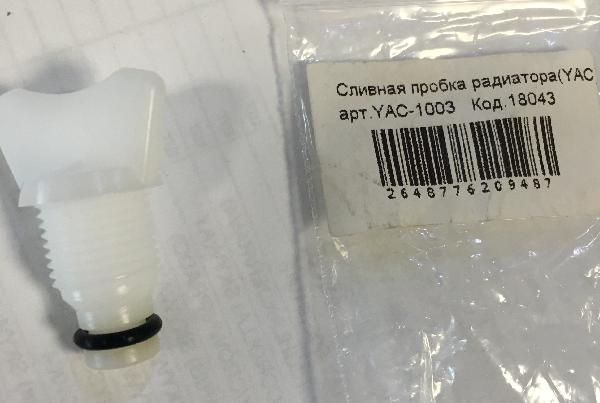 Сливная пробка радиатора(YAC
арт.YAC-1003 Код.18043
2648776209487